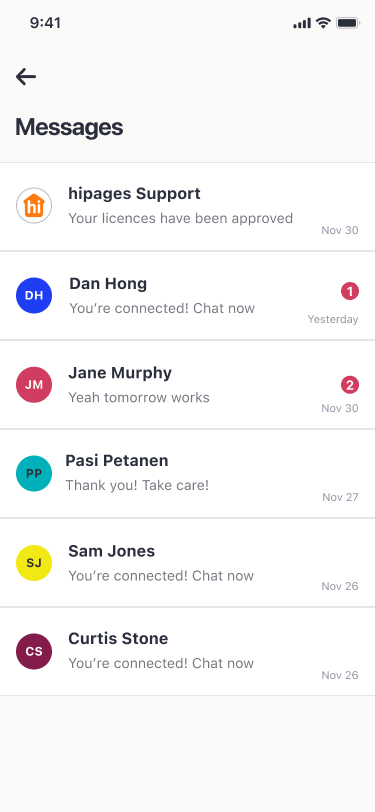 9:41
Messages
hi
hipages Support
Your licences have been approved
Nov 30
DH
Dan Hong
You're connected! Chat now
1
Yesterday
JM
Jane Murphy
Yeah tomorrow works
2
Nov 30
PP
Pasi Petanen
Thank you! Take care!
Nov 27
SJ
Sam Jones
You're connected! Chat now
Nov 26
CS
Curtis Stone
You're connected! Chat now
Nov 26